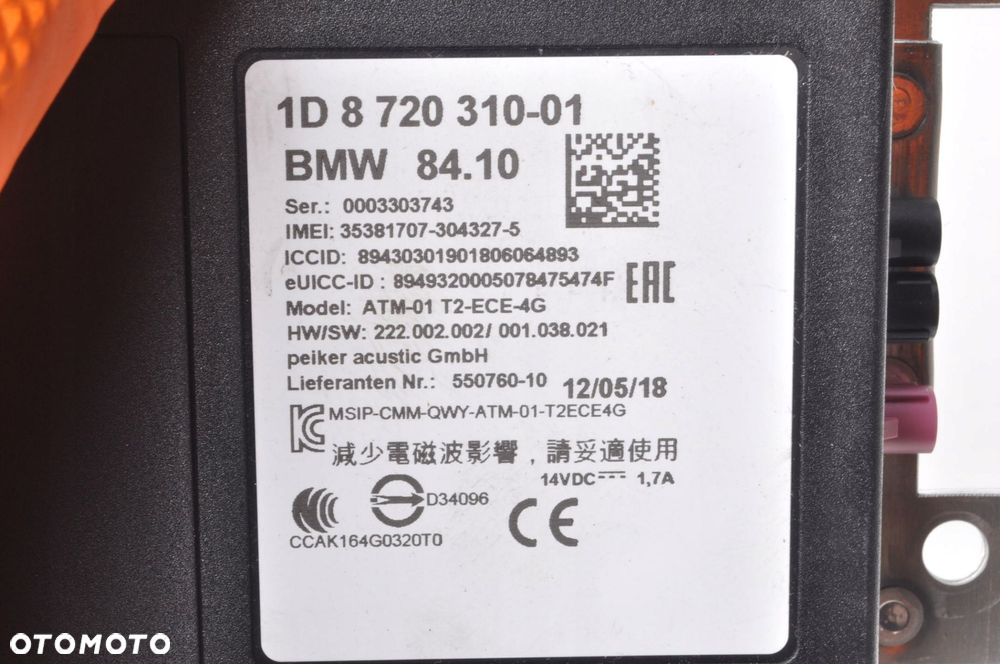 1D 8 720 310-01
BMW 84.10
Ser.: 0003303743
IMEI: 35381707-304327-5
ICCID: 89430301901806064893
eUICC-ID : 8949320005078475474F
EAC
Model: ATM-01 T2-ECE-4G
HW/SW: 222.002.002/ 001.038.021
peiker acustic GmbH
Lieferanten Nr.: 550760-10 12/05/18
MSIP-CMM-QWY-ATM-01-T2ECE4G
減少電磁波影響，請妥適使用
14VDC 1,7A
D34096
CE
CCAK164G0320T0
OTOMOTO